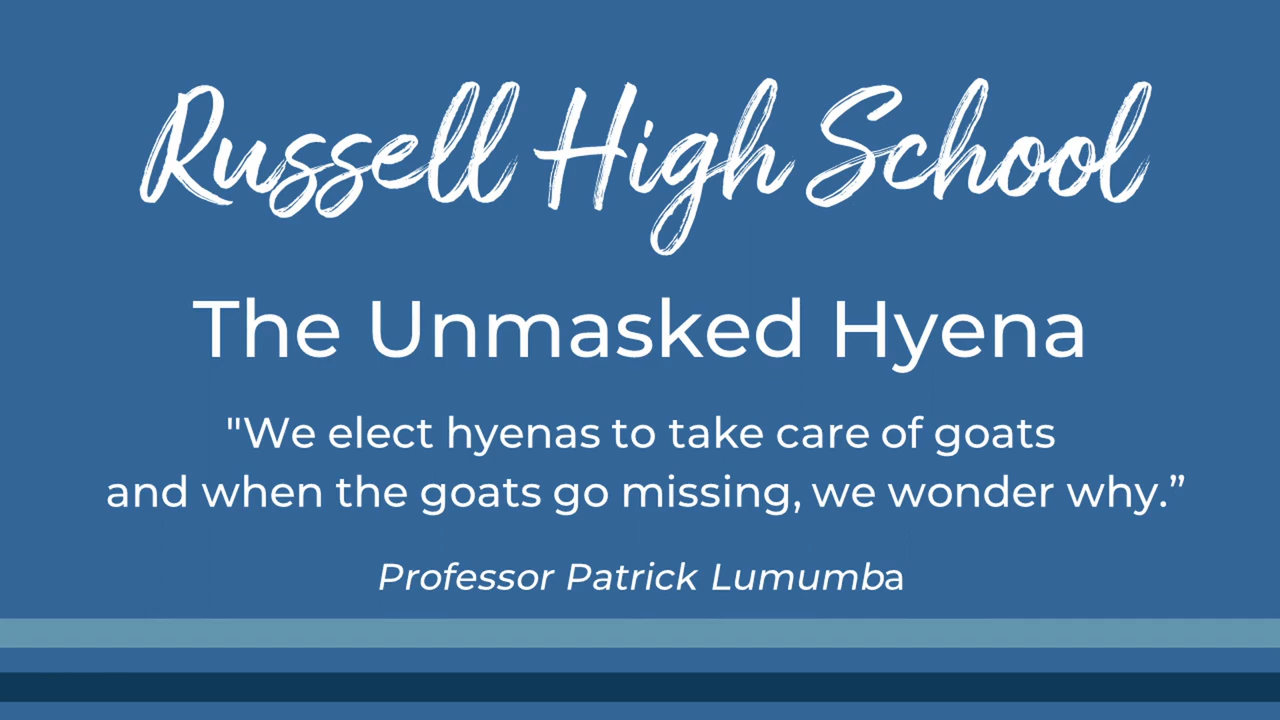 Russell High School
The Unmasked Hyena
"We elect hyenas to take care of goats
and when the goats go missing, we wonder why.”
Professor Patrick Lumumba